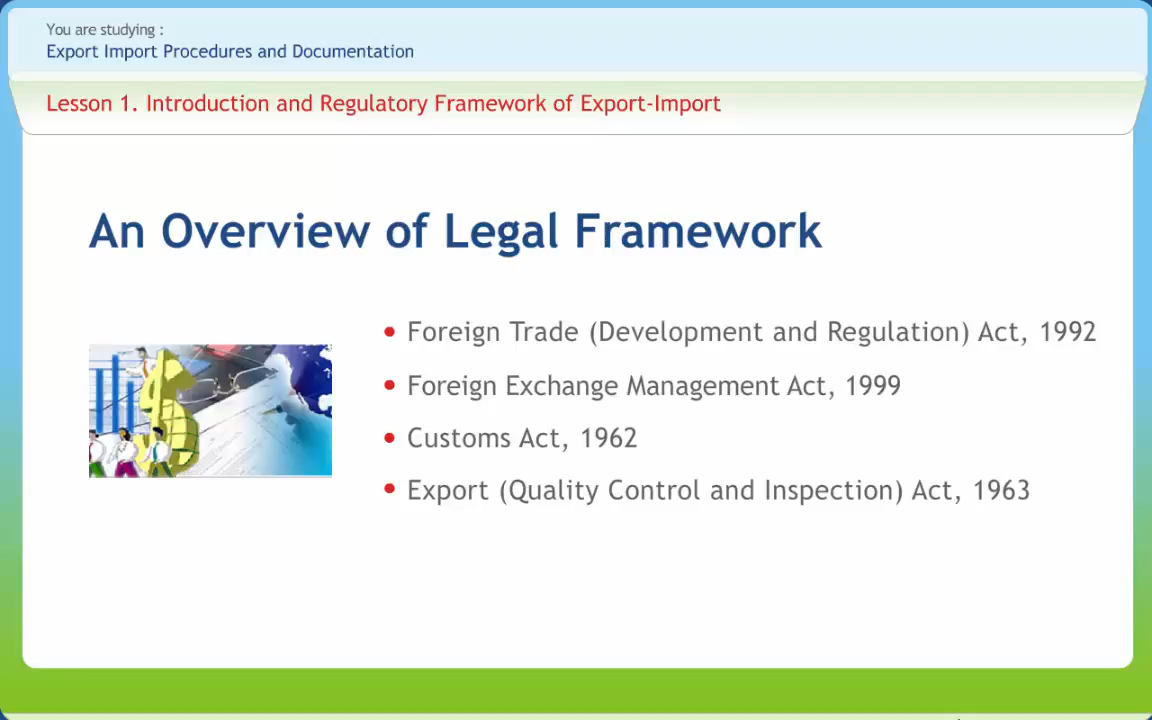 You are studying :
Export Import Procedures and Documentation
Lesson 1. Introduction and Regulatory Framework of Export-Import
An Overview of Legal Framework
• Foreign Trade (Development and Regulation) Act, 1992
• Foreign Exchange Management Act, 1999
• Customs Act, 1962
• Export (Quality Control and Inspection) Act, 1963